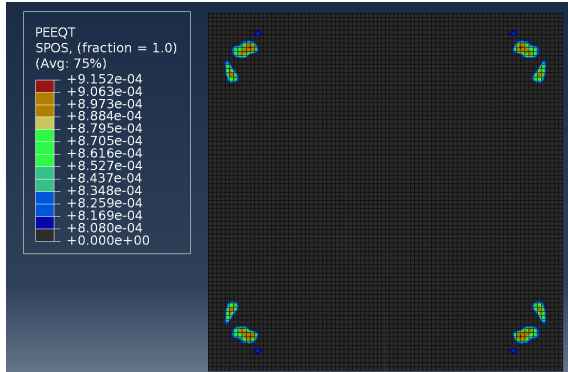 PEEQT
SPOS, (fraction = 1.0)
(Avg: 75%)
+9.152e-04
+9.063e-04
+8.973e-04
+8.884e-04
+8.795e-04
+8.705e-04
+8.616e-04
+8.527e-04
+8.437e-04
+8.348e-04
+8.259e-04
+8.169e-04
+8.080e-04
+0.000e+00